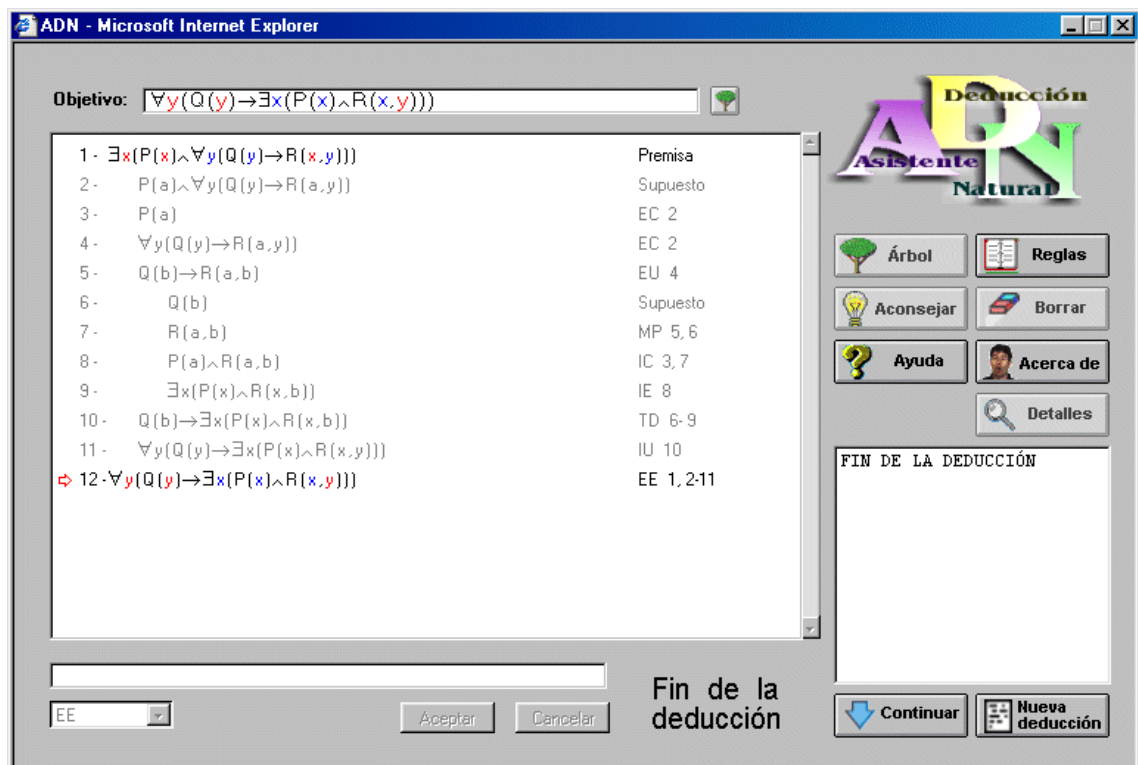 ADN - Microsoft Internet Explorer
Objetivo: ∀y(Q(y)→∃x(P(x)∧R(x,y)))
1 - ∃x(P(x)∧∀y(Q(y)→R(x,y))) Premisa
2 - P(a)∧∀y(Q(y)→R(a,y)) Supuesto
3 - P(a) EC 2
4 - ∀y(Q(y)→R(a,y)) EC 2
5 - Q(b)→R(a,b) EU 4
6 - Q(b) Supuesto
7 - R(a,b) MP 5,6
8 - P(a)∧R(a,b) IC 3,7
9 - ∃x(P(x)∧R(x,b)) IE 8
10 - Q(b)→∃x(P(x)∧R(x,b)) TD 6-9
11 - ∀y(Q(y)→∃x(P(x)∧R(x,y))) IU 10
⇨ 12 -∀y(Q(y)→∃x(P(x)∧R(x,y))) EE 1,2-11
EE
Aceptar Cancelar
Fin de la
deducción
ADN
Deducción
Asistente
Natural
Árbol Reglas
Aconsejar Borrar
Ayuda Acerca de
Detalles
FIN DE LA DEDUCCIÓN
Continuar Nueva
deducción